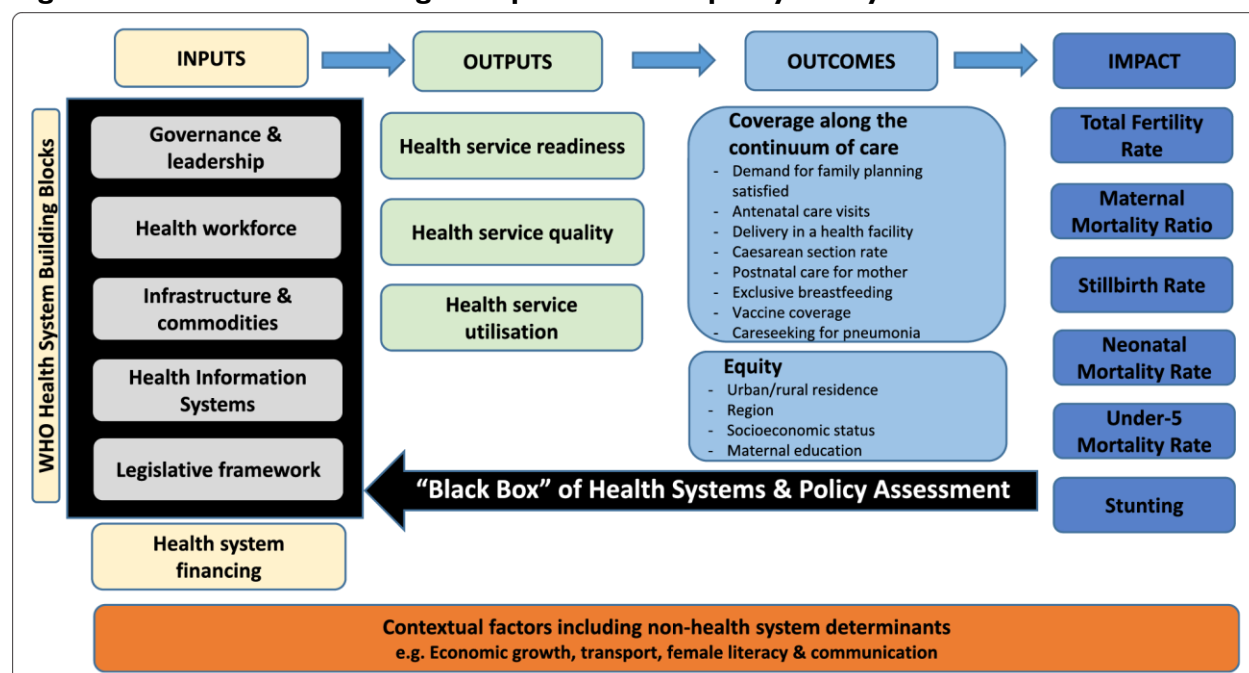 INPUTS
OUTPUTS
OUTCOMES
IMPACT
WHO Health System Building Blocks
Governance &
leadership
Health workforce
Infrastructure &
commodities
Health Information
Systems
Legislative framework
Health system
financing
Health service readiness
Health service quality
Health service
utilisation
Coverage along the
continuum of care
- Demand for family planning
satisfied
- Antenatal care visits
- Delivery in a health facility
- Caesarean section rate
- Postnatal care for mother
- Exclusive breastfeeding
- Vaccine coverage
- Careseeking for pneumonia
Equity
- Urban/rural residence
- Region
- Socioeconomic status
- Maternal education
“Black Box” of Health Systems & Policy Assessment
Total Fertility
Rate
Maternal
Mortality Ratio
Stillbirth Rate
Neonatal
Mortality Rate
Under-5
Mortality Rate
Stunting
Contextual factors including non-health system determinants
e.g. Economic growth, transport, female literacy & communication